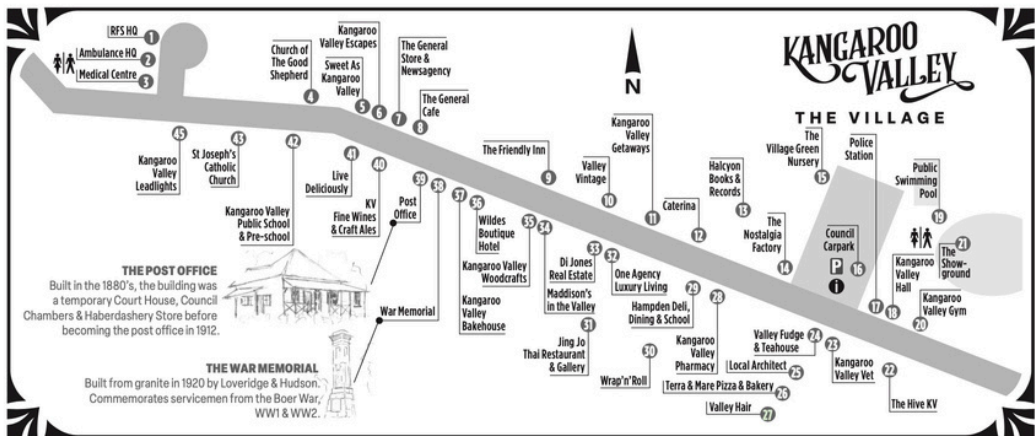 KANGAROO
VALLEY
THE VILLAGE
N
RFS HQ
1
Ambulance HQ
2
Medical Centre
3
Church of
The Good
Shepherd
4
Kangaroo
Valley Escapes
6
Sweet As
Kangaroo
Valley
5
The General
Store &
Newsagency
7
The General
Cafe
8
The Friendly Inn
9
Valley
Vintage
10
Kangaroo
Valley
Getaways
11
Caterina
12
Halcyon
Books &
Records
13
The
Nostalgia
Factory
14
The
Village Green
Nursery
15
Council
Carpark
P
16
i
Police
Station
17
Kangaroo
Valley
Hall
18
Public
Swimming
Pool
19
Kangaroo
Valley Gym
20
21
The
Show-
ground
45
Kangaroo
Valley
Leadlights
43
St Joseph's
Catholic
Church
42
Kangaroo Valley
Public School
& Pre-school
41
Live
Deliciously
40
KV
Fine Wines
& Craft Ales
39
Post
Office
38
War Memorial
37
Kangaroo
Valley
Bakehouse
36
Wildes
Boutique
Hotel
35
Kangaroo Valley
Woodcrafts
34
Maddison's
in the Valley
33
Di Jones
Real Estate
32
One Agency
Luxury Living
31
Jing Jo
Thai Restaurant
& Gallery
30
Wrap'n'Roll
29
Hampden Deli,
Dining & School
28
Kangaroo
Valley
Pharmacy
Valley Fudge
& Teahouse
24
23
Kangaroo
Valley Vet
22
The Hive KV
Local Architect
25
Terra & Mare Pizza & Bakery
26
Valley Hair
27
THE POST OFFICE
Built in the 1880's, the building was
a temporary Court House, Council
Chambers & Haberdashery Store before
becoming the post office in 1912.
THE WAR MEMORIAL
Built from granite in 1920 by Loveridge & Hudson.
Commemorates servicemen from the Boer War,
WW1 & WW2.